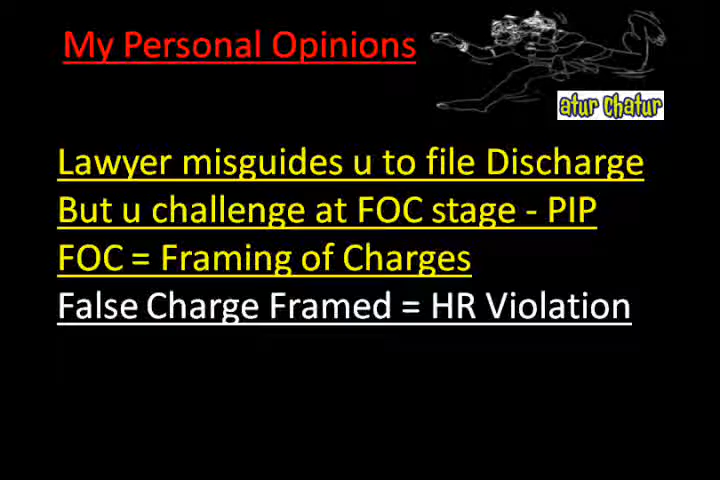 My Personal Opinions
atur chatur
Lawyer misguides u to file Discharge
But u challenge at FOC stage - PIP
FOC = Framing of Charges
False Charge Framed = HR Violation